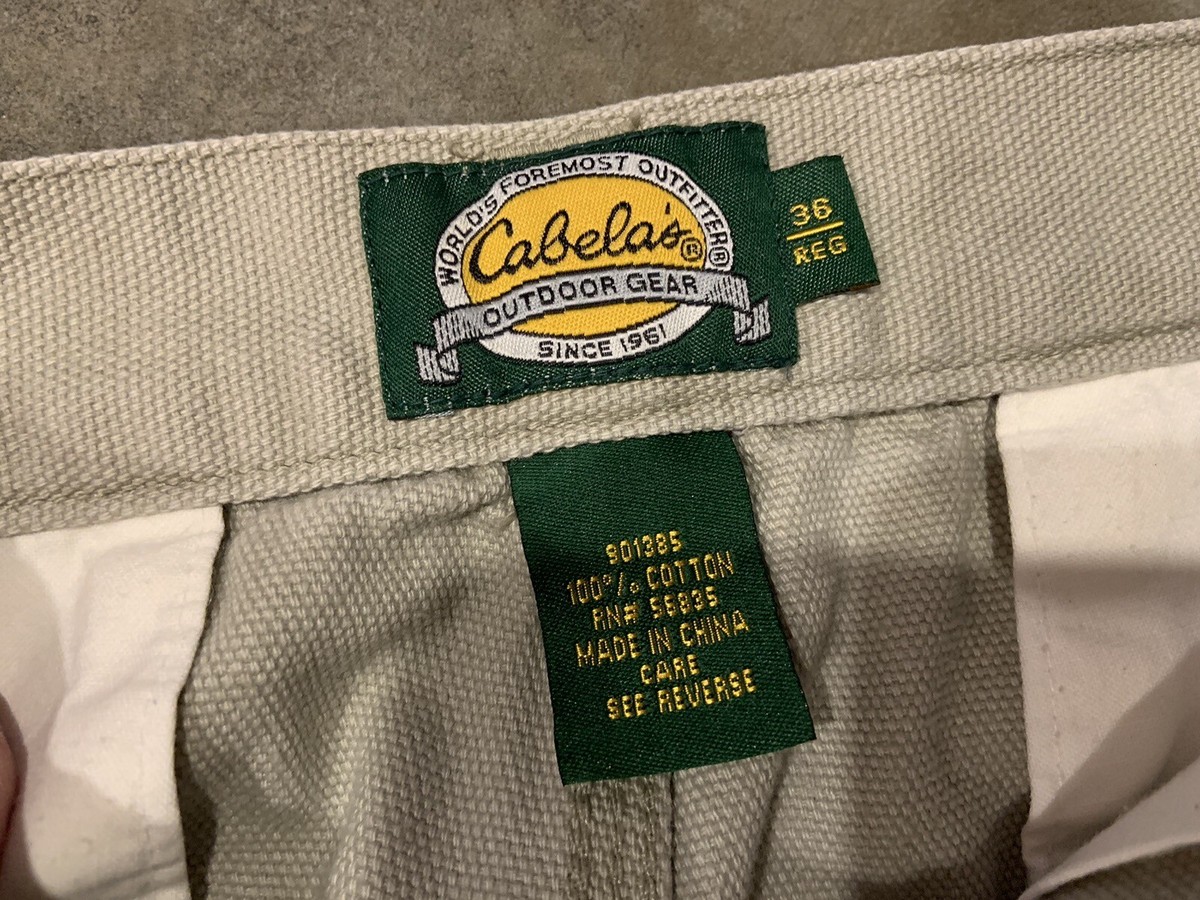 WORLD'S FOREMOST OUTFITTER®
Cabela's®
OUTDOOR GEAR
SINCE 1961
36
REG
901385
100% COTTON
RN# 56835
MADE IN CHINA
CARE
SEE REVERSE